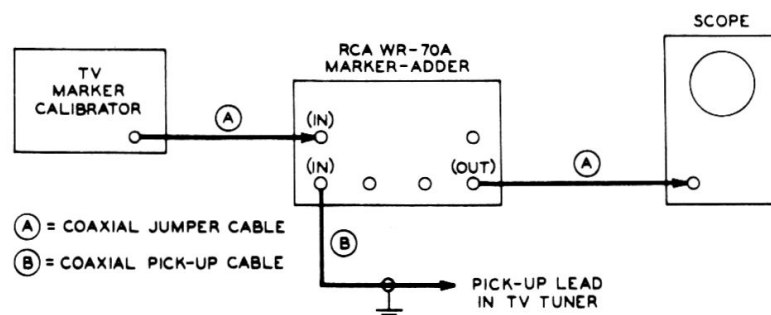 SCOPE
RCA WR-70A
MARKER-ADDER
TV
MARKER
CALIBRATOR
A
(IN)
(IN)
(OUT)
A
A = COAXIAL JUMPER CABLE
B
B = COAXIAL PICK-UP CABLE
PICK-UP LEAD
IN TV TUNER